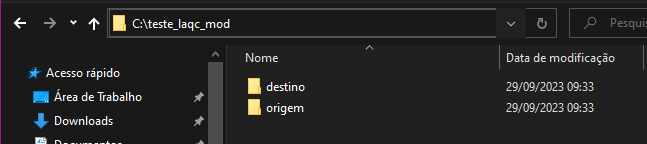 C:\teste_laqc_mod
Pesquis
Nome
Data de modificação
Acesso rápido
Área de Trabalho
Downloads
Documentos
destino
29/09/2023 09:33
origem
29/09/2023 09:33